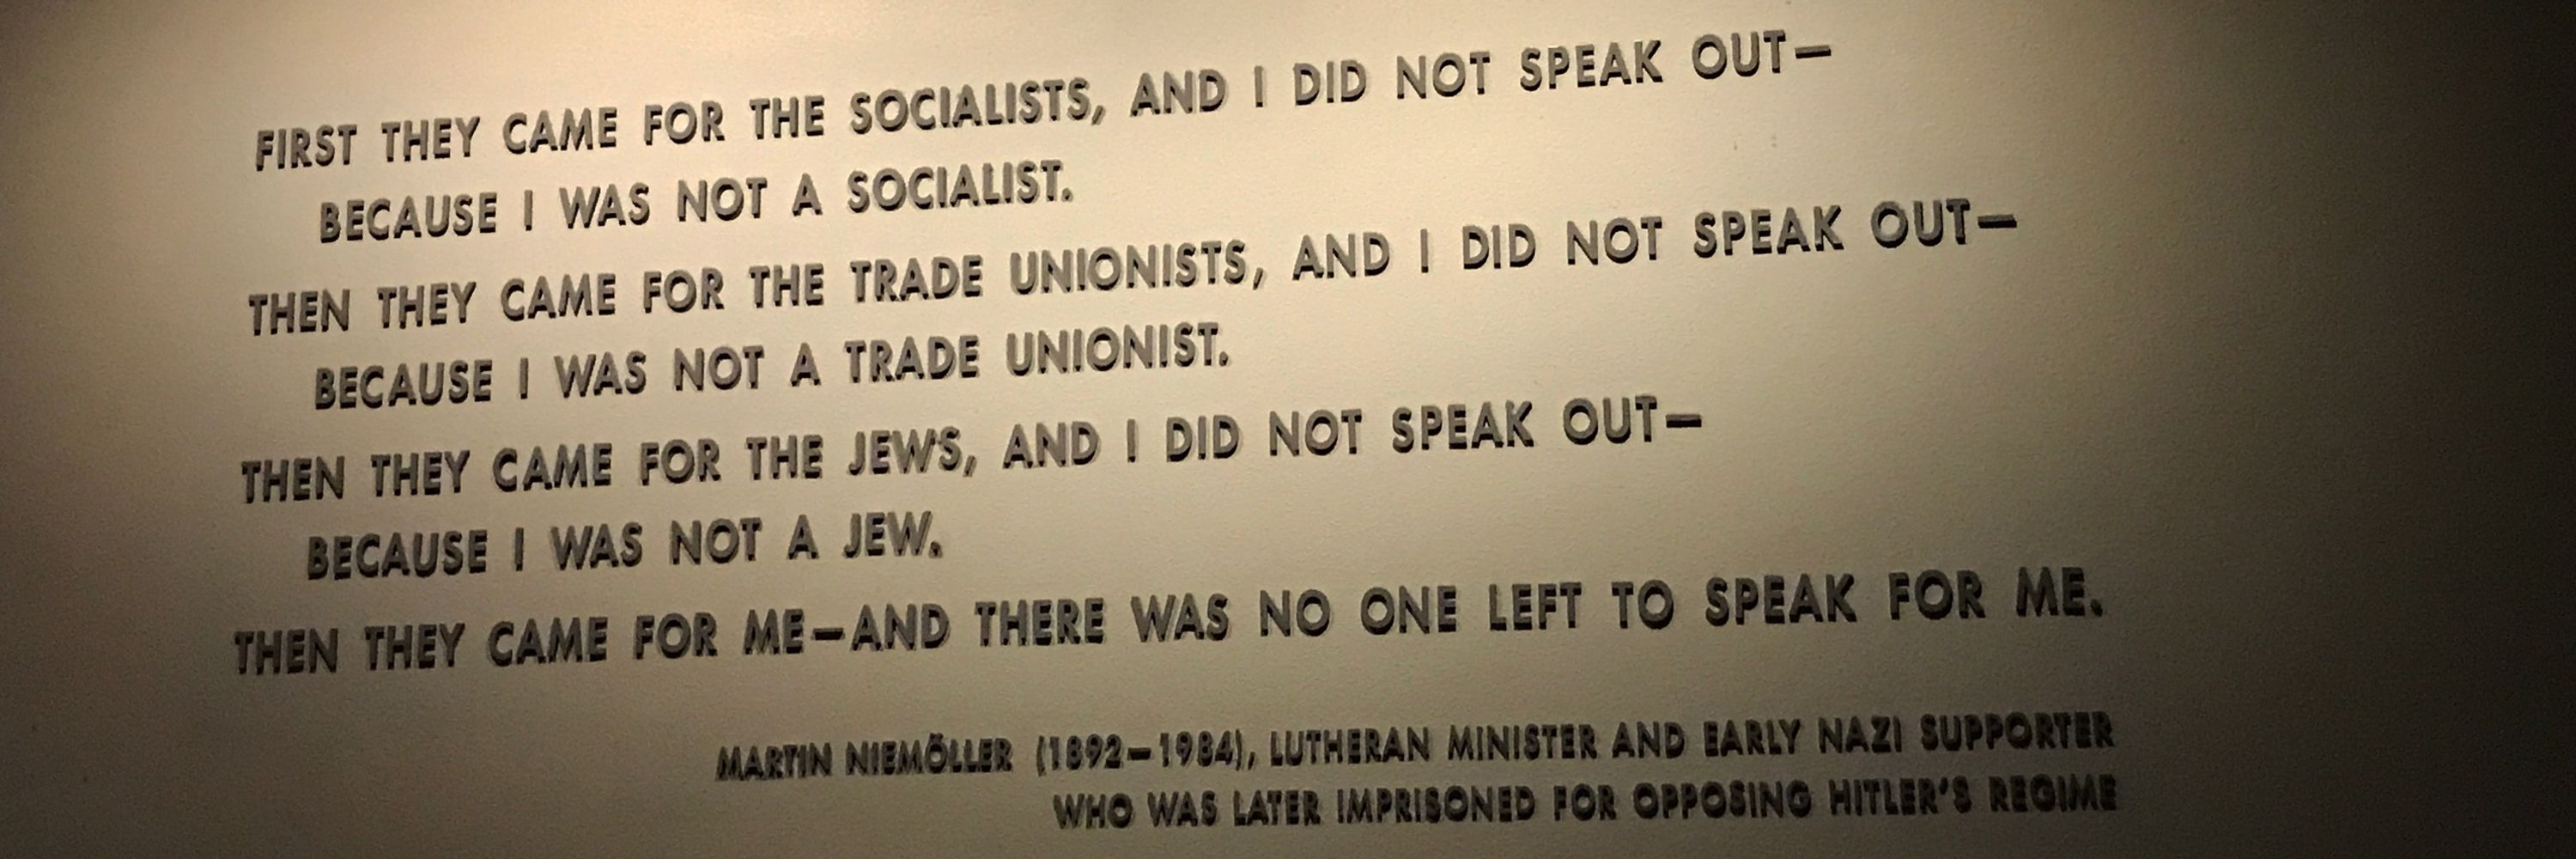 FIRST THEY CAME FOR THE SOCIALISTS, AND I DID NOT SPEAK OUT—
BECAUSE I WAS NOT A SOCIALIST.
THEN THEY CAME FOR THE TRADE UNIONISTS, AND I DID NOT SPEAK OUT—
BECAUSE I WAS NOT A TRADE UNIONIST.
THEN THEY CAME FOR THE JEWS, AND I DID NOT SPEAK OUT—
BECAUSE I WAS NOT A JEW.
THEN THEY CAME FOR ME—AND THERE WAS NO ONE LEFT TO SPEAK FOR ME.
MARTIN NIEMÖLLER (1892–1984), LUTHERAN MINISTER AND EARLY NAZI SUPPORTER
WHO WAS LATER IMPRISONED FOR OPPOSING HITLER'S REGIME